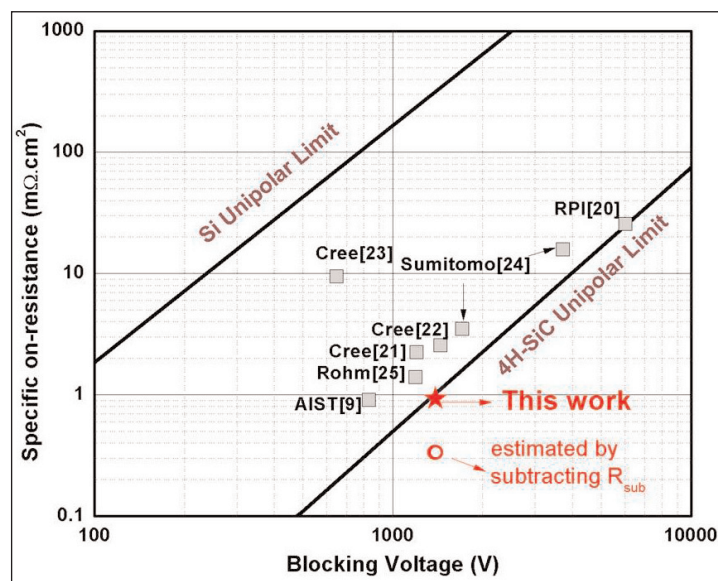 1000
100
10
1
0.1
Specific on-resistance (mΩ.cm²)
Si Unipolar Limit
RPI[20]
Cree[23]
Sumitomo[24]
4H-SiC Unipolar Limit
Cree[22]
Cree[21]
Rohm[25]
AIST[9]
This work
estimated by
subtracting Rsub
100
1000
10000
Blocking Voltage (V)